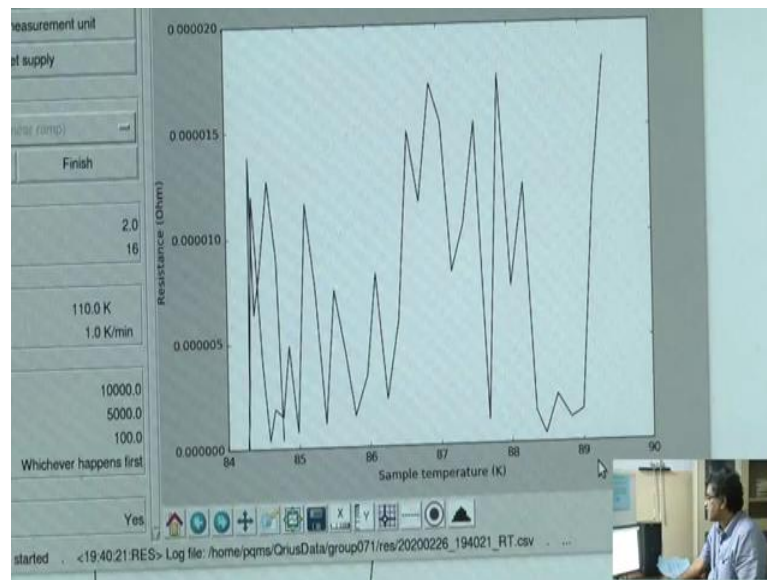 measurement unit
et supply
Finish
2.0
16
110.0 K
1.0 K/min
10000.0
5000.0
100.0
Whichever happens first
Yes
started . <19:40:21:RES> Log file: /home/pqms/QriusData/group071/res/20200226_194021_RT.csv . ...
0.000020
0.000015
0.000010
0.000005
0.000000
Resistance (Ohm)
84 85 86 87 88 89 90
Sample temperature (K)
X Y